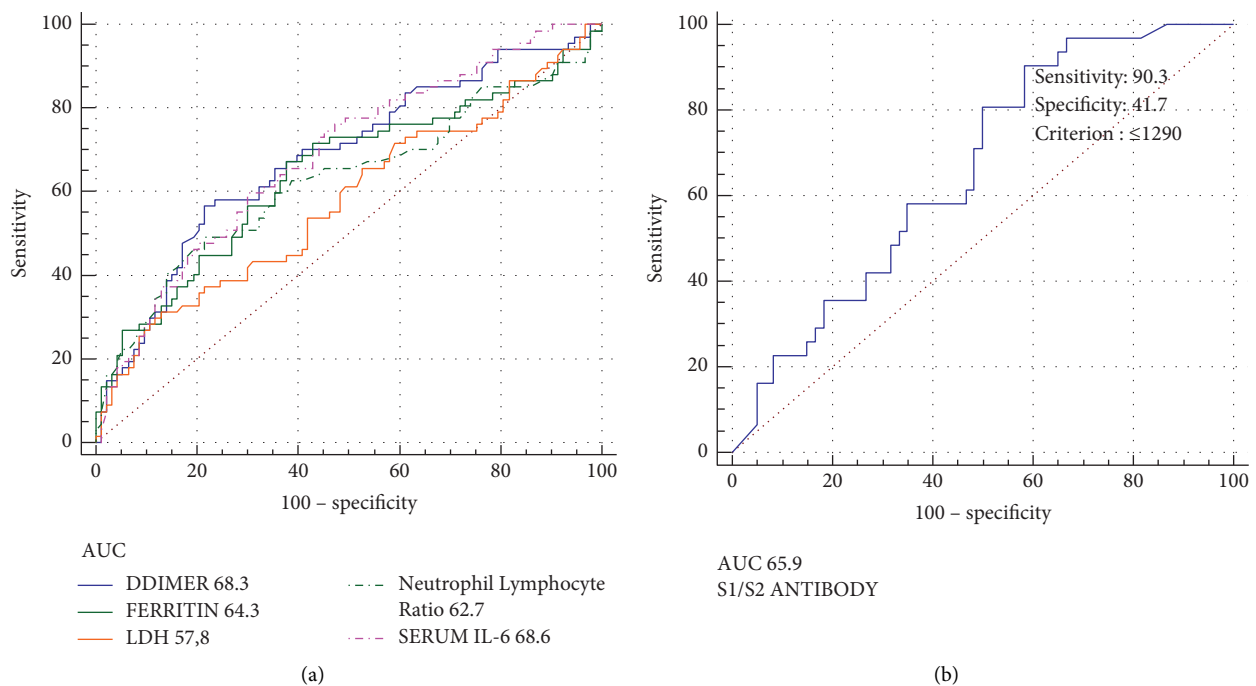 100
80
60
40
20
0
Sensitivity
0 20 40 60 80 100
100 – specificity
AUC
DDIMER 68.3
FERRITIN 64.3
LDH 57,8
Neutrophil Lymphocyte
Ratio 62.7
SERUM IL-6 68.6
(a)
100
80
60
40
20
0
Sensitivity
Sensitivity: 90.3
Specificity: 41.7
Criterion : ≤1290
0 20 40 60 80 100
100 – specificity
AUC 65.9
S1/S2 ANTIBODY
(b)